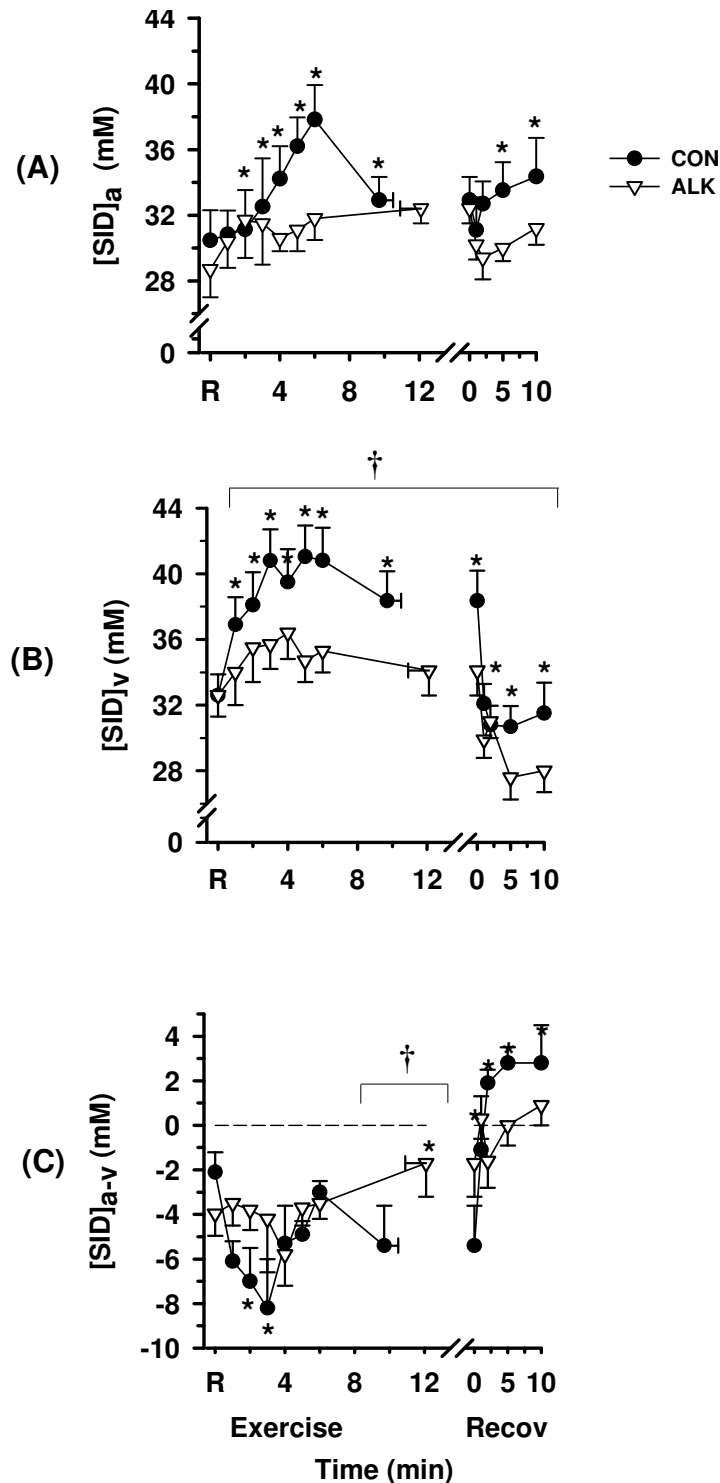 44
40
36
32
28
0
(A)
[SID]a (mM)
* * * * * * * *
CON
ALK
R 4 8 12 0 5 10
†
44
40
36
32
28
0
(B)
[SID]v (mM)
* * * * * * * * * * *
R 4 8 12 0 5 10
4
2
0
-2
-4
-6
-8
-10
(C)
[SID]a-v (mM)
†
* * * * * * *
R 4 8 12 0 5 10
Exercise Recov
Time (min)